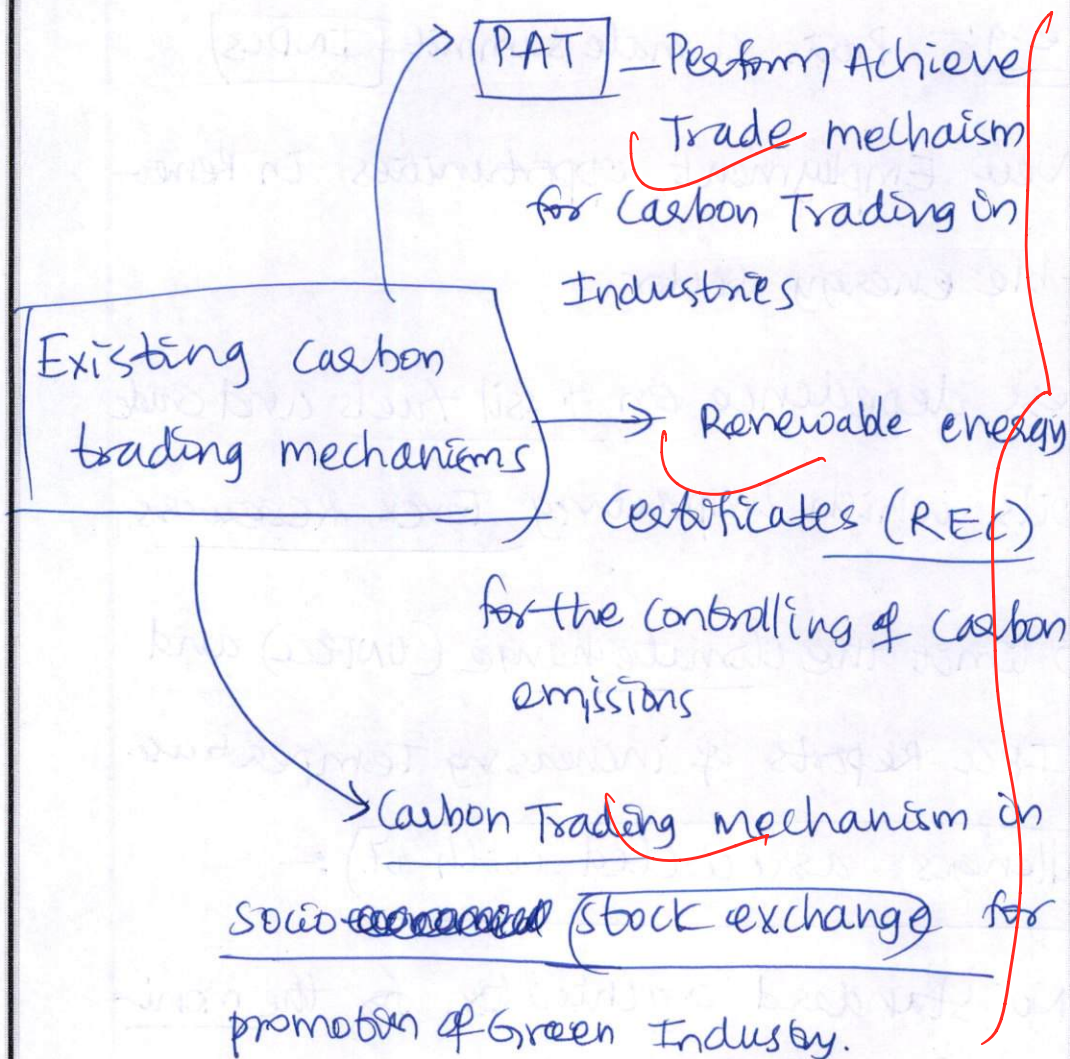 PAT - Perform Achieve
Trade mechaism
for Carbon Trading in
Industries
Existing carbon
trading mechanisms
Renewable energy
Certificates (REC)
for the controlling of carbon
emissions
Carbon Trading mechanism in
socio stock exchange for
promotion of Green Industry.